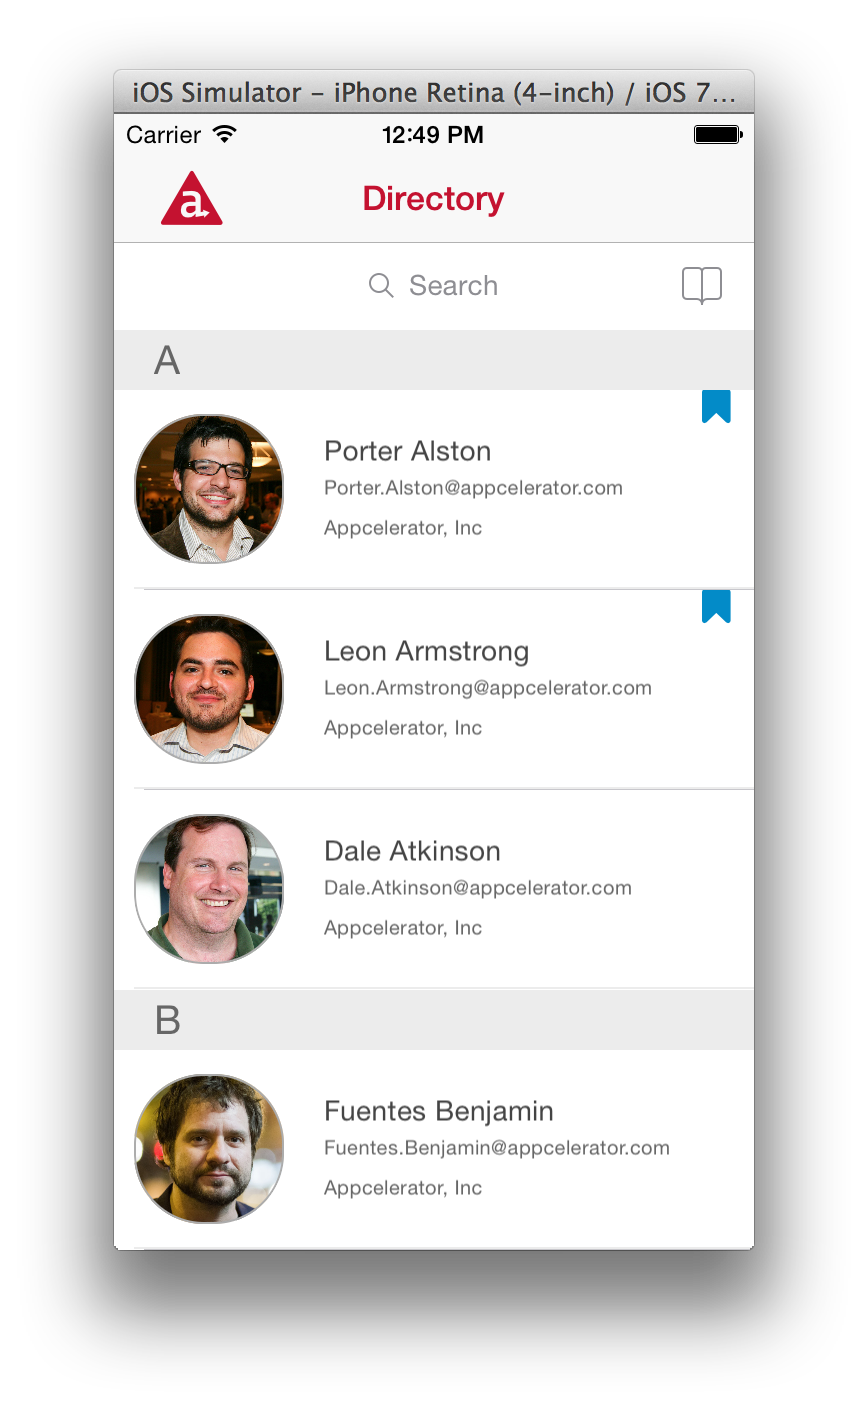 iOS Simulator – iPhone Retina (4-inch) / iOS 7...
Carrier 12:49 PM
a Directory
Search
A
Porter Alston
Porter.Alston@appcelerator.com
Appcelerator, Inc
Leon Armstrong
Leon.Armstrong@appcelerator.com
Appcelerator, Inc
Dale Atkinson
Dale.Atkinson@appcelerator.com
Appcelerator, Inc
B
Fuentes Benjamin
Fuentes.Benjamin@appcelerator.com
Appcelerator, Inc